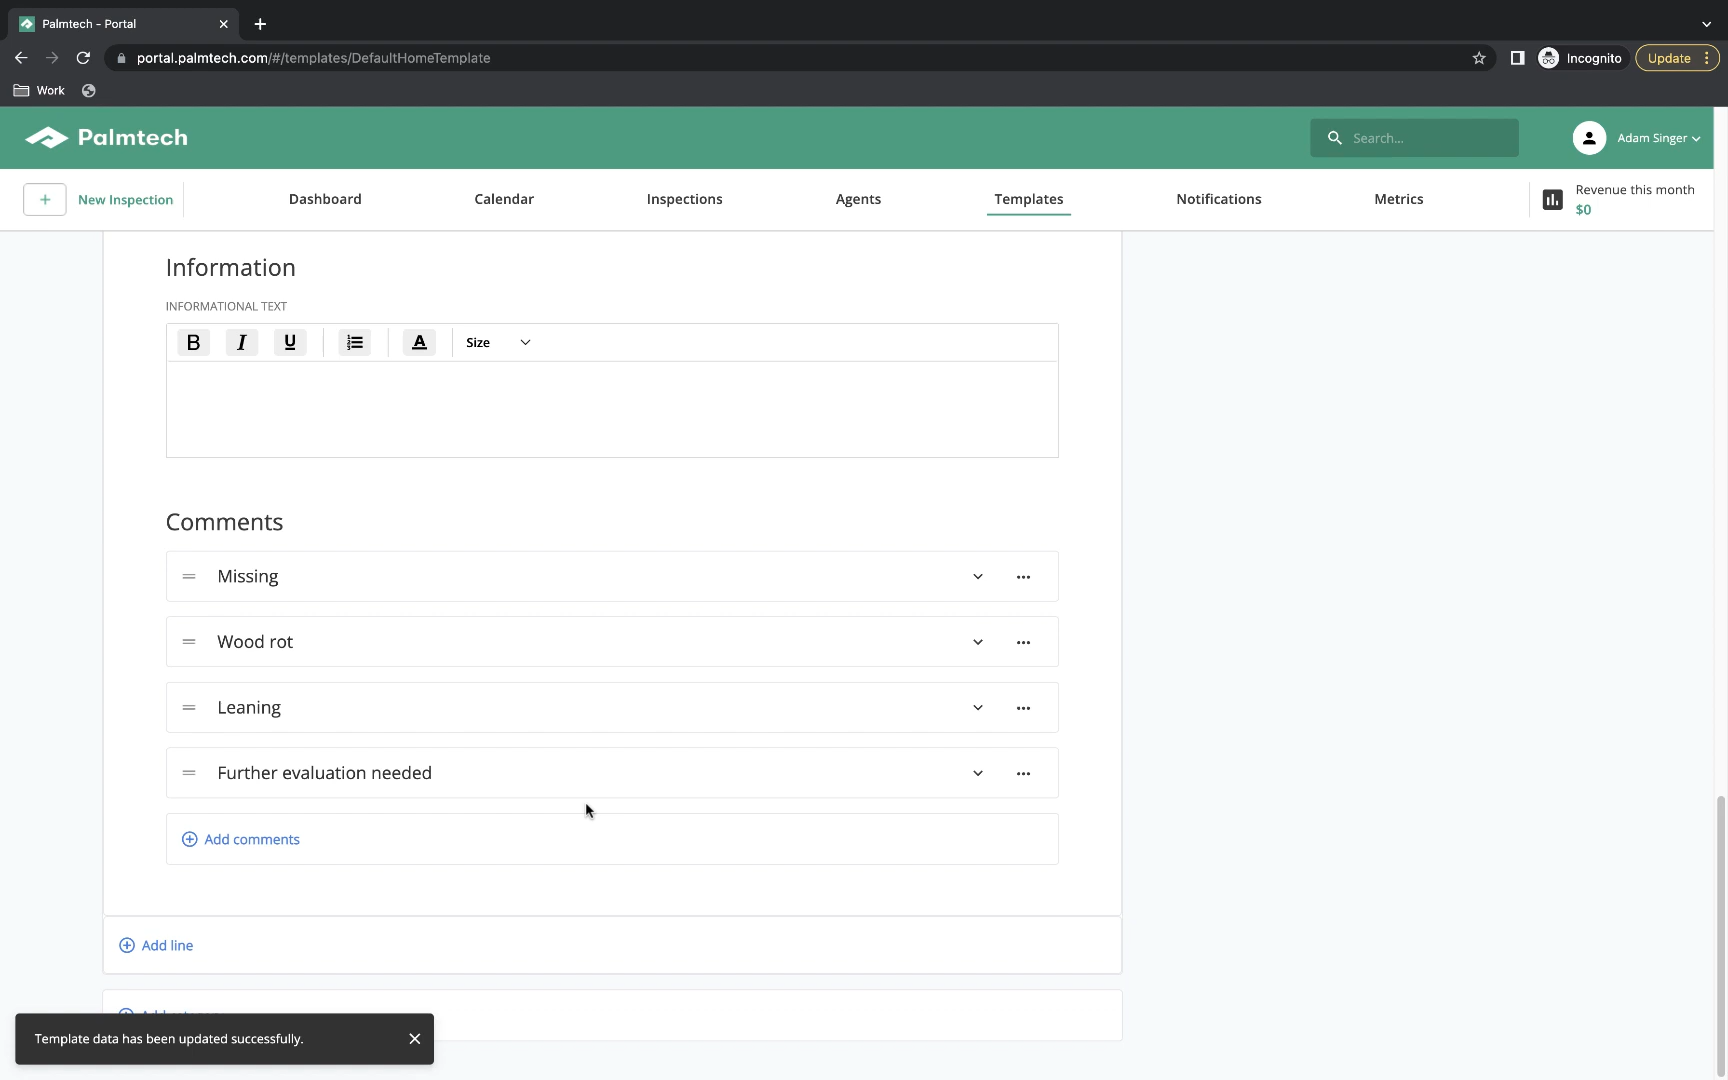 Palmtech - Portal
portal.palmtech.com/#/templates/DefaultHomeTemplate
Incognito
Update
Work
Palmtech
Search...
Adam Singer
New Inspection
Dashboard
Calendar
Inspections
Agents
Templates
Notifications
Metrics
Revenue this month
$0
Information
INFORMATIONAL TEXT
B I U A Size
Comments
Missing
Wood rot
Leaning
Further evaluation needed
Add comments
Add line
Template data has been updated successfully.